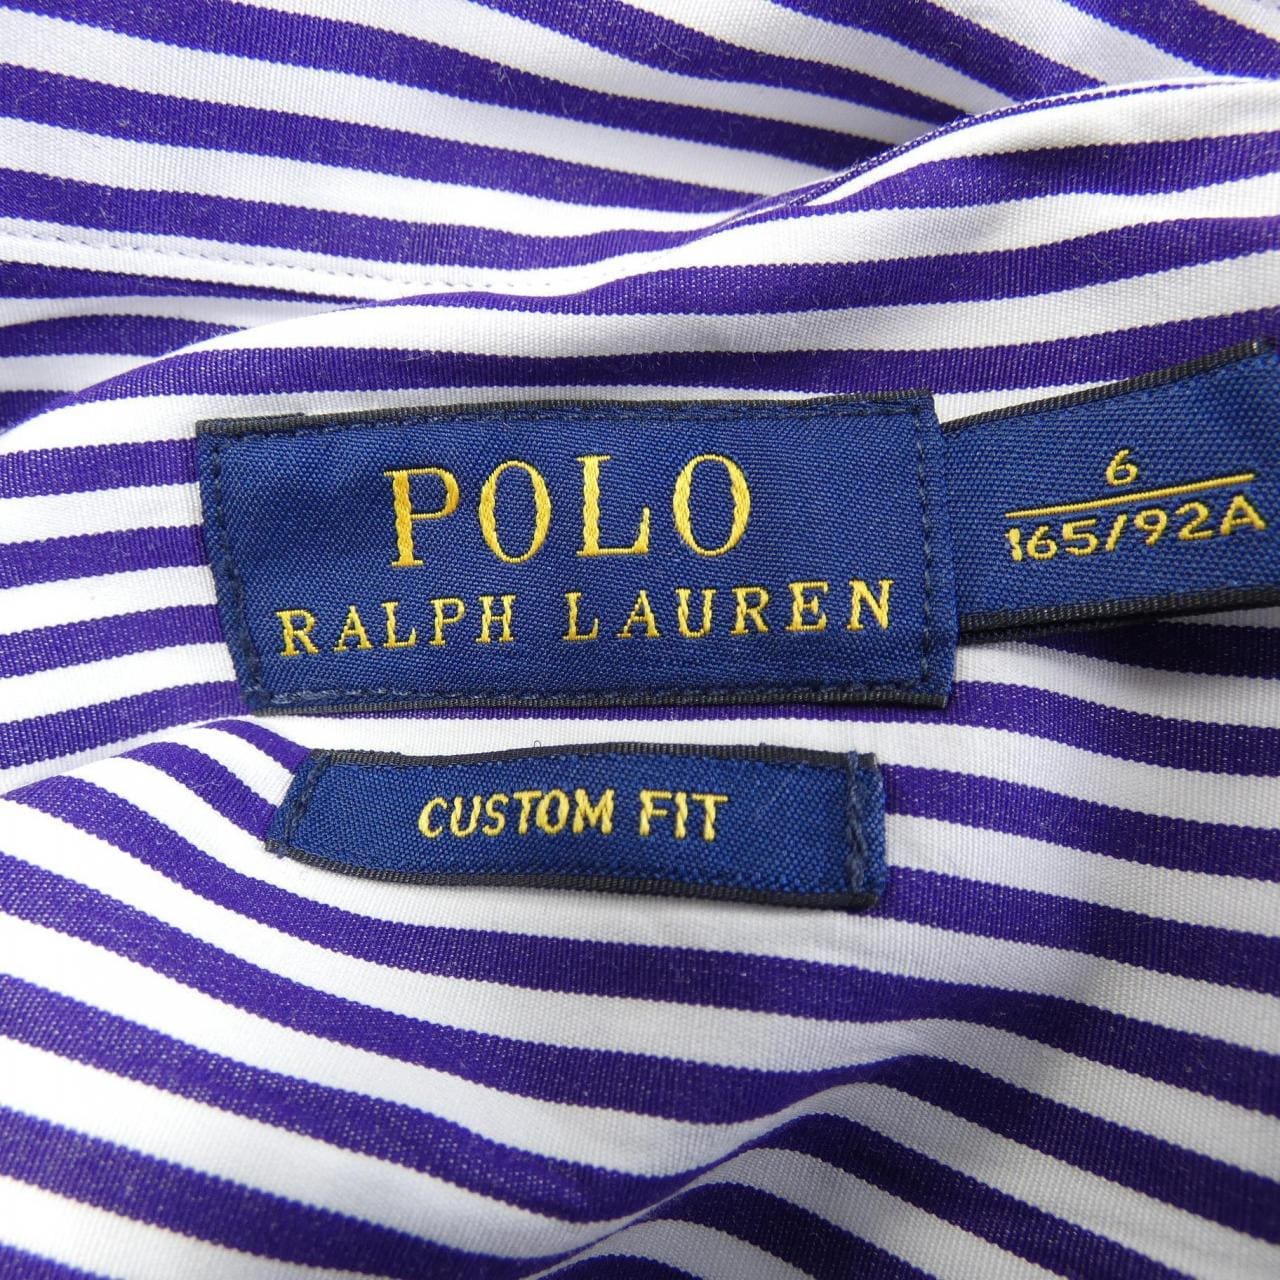 POLO
RALPH LAUREN
6
165/92A
CUSTOM FIT